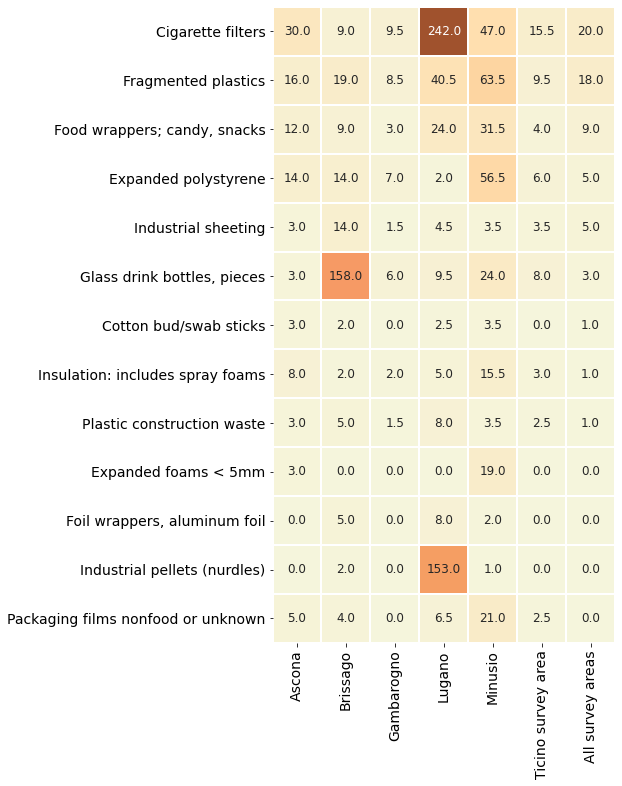 Cigarette filters 30.0 9.0 9.5 242.0 47.0 15.5 20.0
Fragmented plastics 16.0 19.0 8.5 40.5 63.5 9.5 18.0
Food wrappers; candy, snacks 12.0 9.0 3.0 24.0 31.5 4.0 9.0
Expanded polystyrene 14.0 14.0 7.0 2.0 56.5 6.0 5.0
Industrial sheeting 3.0 14.0 1.5 4.5 3.5 3.5 5.0
Glass drink bottles, pieces 3.0 158.0 6.0 9.5 24.0 8.0 3.0
Cotton bud/swab sticks 3.0 2.0 0.0 2.5 3.5 0.0 1.0
Insulation: includes spray foams 8.0 2.0 2.0 5.0 15.5 3.0 1.0
Plastic construction waste 3.0 5.0 1.5 8.0 3.5 2.5 1.0
Expanded foams < 5mm 3.0 0.0 0.0 0.0 19.0 0.0 0.0
Foil wrappers, aluminum foil 0.0 5.0 0.0 8.0 2.0 0.0 0.0
Industrial pellets (nurdles) 0.0 2.0 0.0 153.0 1.0 0.0 0.0
Packaging films nonfood or unknown 5.0 4.0 0.0 6.5 21.0 2.5 0.0
Ascona
Brissago
Gambarogno
Lugano
Minusio
Ticino survey area
All survey areas